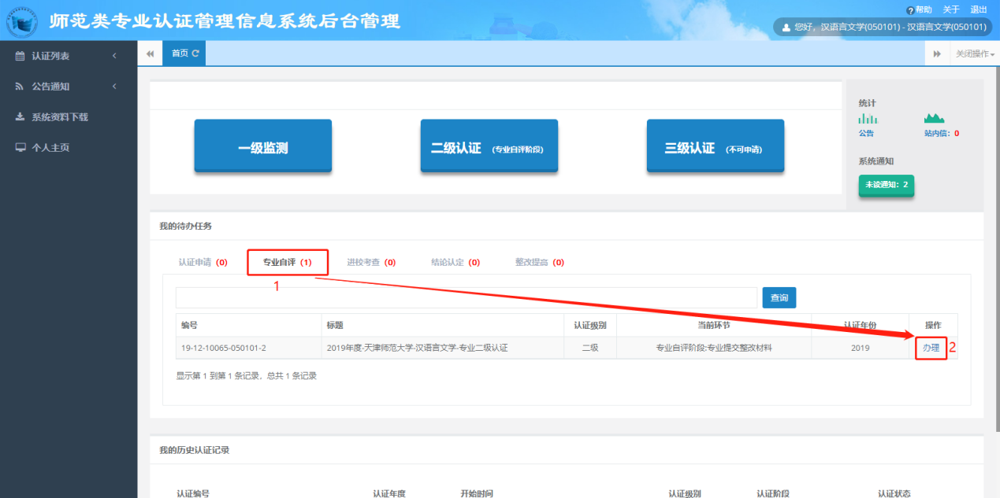 帮助 关于 退出
师范类专业认证管理信息系统后台管理
您好，汉语言文学(050101) - 汉语言文学(050101)
认证列表
公告通知
系统资料下载
个人主页
首页
关闭操作
一级监测
二级认证 (专业自评阶段)
三级认证 (不可申请)
统计
公告 站内信：0
系统通知
未读通知：2
我的待办任务
认证申请 (0) 专业自评 (1) 进校考查 (0) 结论认定 (0) 整改提高 (0)
1
查询
编号 标题 认证级别 当前环节 认证年份 操作
19-12-10065-050101-2 2019年度-天津师范大学-汉语言文学-专业二级认证 二级 专业自评阶段:专业提交整改材料 2019 办理 2
显示第 1 到第 1 条记录，总共 1 条记录
我的历史认证记录
认证编号 认证年度 开始时间 认证级别 认证阶段 认证状态